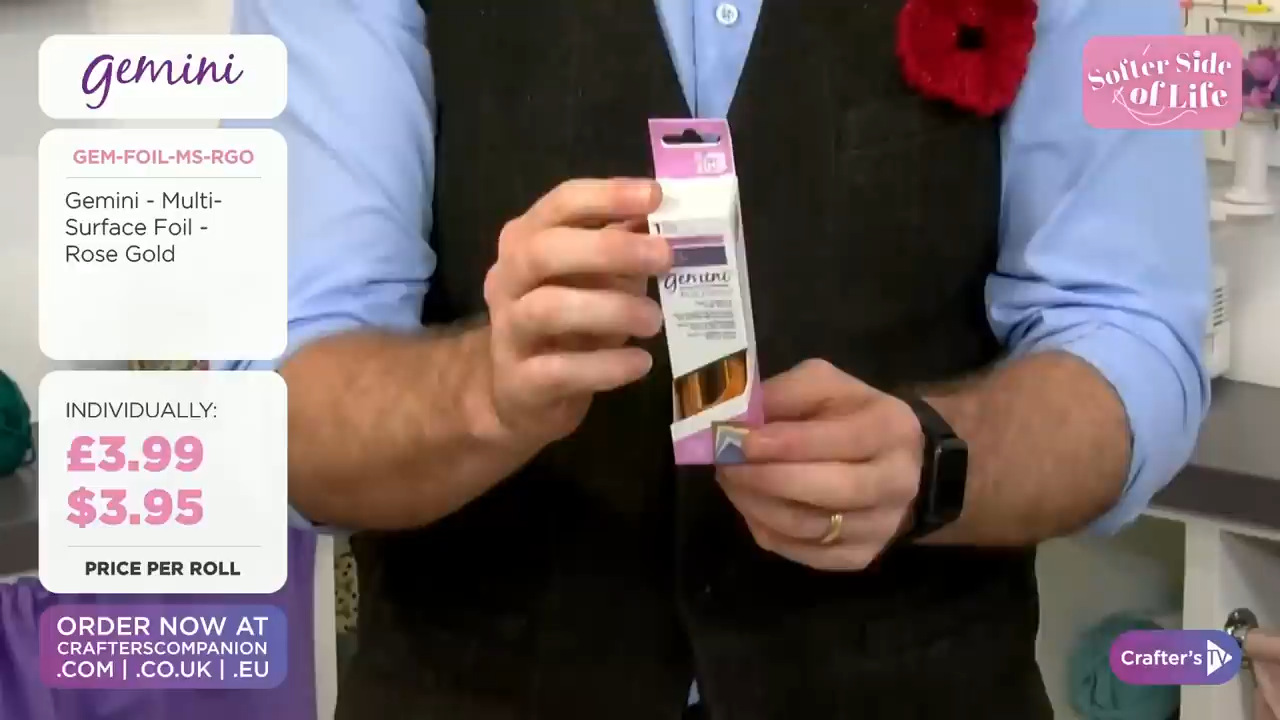 gemini
GEM-FOIL-MS-RGO
Gemini - Multi-
Surface Foil -
Rose Gold
INDIVIDUALLY:
£3.99
$3.95
PRICE PER ROLL
ORDER NOW AT
CRAFTERSCOMPANION
.COM | .CO.UK | .EU
gemini
Softer Side
of Life
Crafter's TV